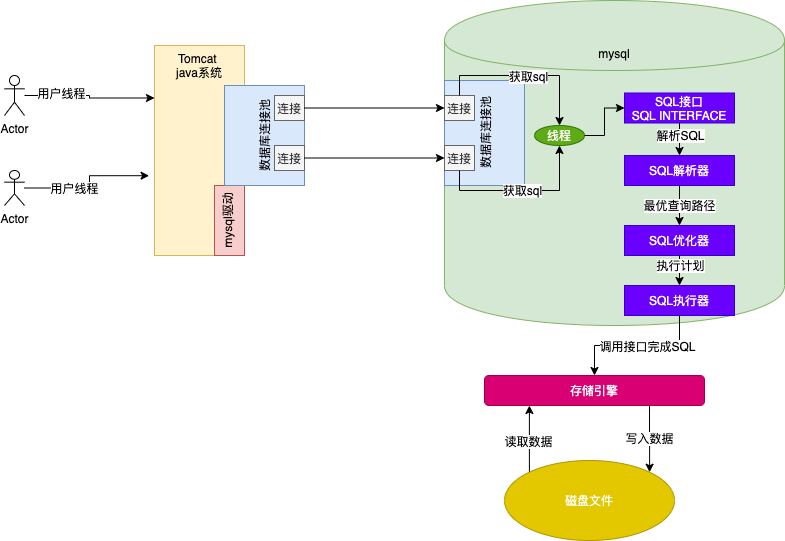 mysql
Tomcat
java系统
用户线程
Actor
用户线程
Actor
数据库连接池
连接
连接
mysql驱动
数据库连接池
连接
连接
获取sql
获取sql
线程
SQL接口
SQL INTERFACE
解析SQL
SQL解析器
最优查询路径
SQL优化器
执行计划
SQL执行器
调用接口完成SQL
存储引擎
读取数据
写入数据
磁盘文件